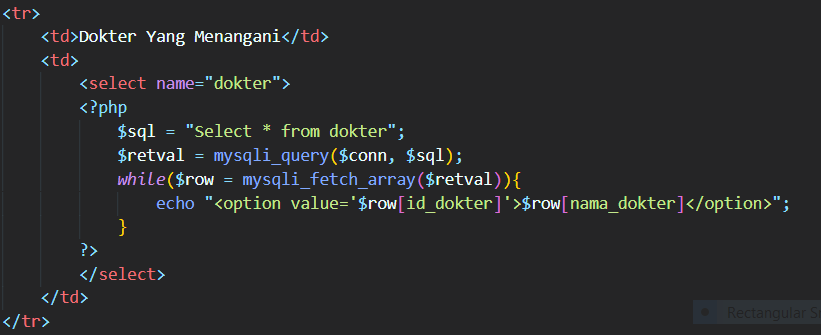 <tr>
<td>Dokter Yang Menangani</td>
<td>
<select name="dokter">
<?php
$sql = "Select * from dokter";
$retval = mysqli_query($conn, $sql);
while($row = mysqli_fetch_array($retval)){
echo "<option value='$row[id_dokter]'>$row[nama_dokter]</option>";
}
?>
</select>
</td>
</tr>
Rectangular